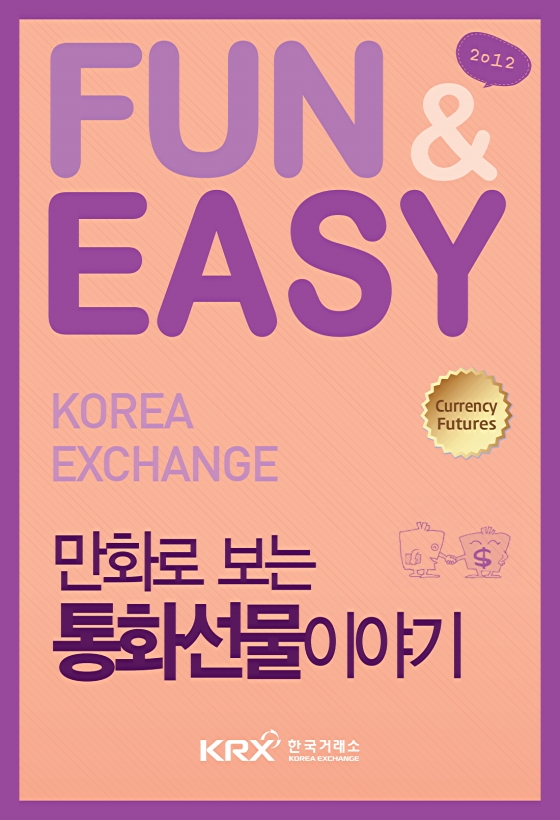 2012
FUN &
EASY
KOREA
EXCHANGE
Currency
Futures
만화로 보는
$
통화선물이야기
KRX 한국거래소
KOREA EXCHANGE